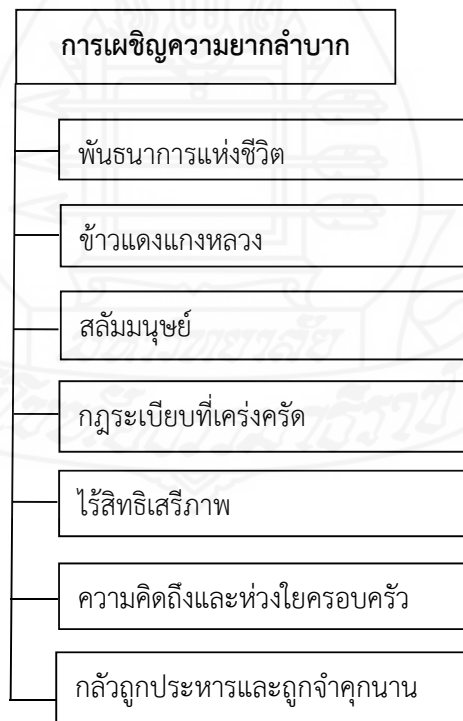 การเผชิญความยากลำบาก
พันธนาการแห่งชีวิต
ข้าวแดงแกงหลวง
สลัมมนุษย์
กฎระเบียบที่เคร่งครัด
ไร้สิทธิเสรีภาพ
ความคิดถึงและห่วงใยครอบครัว
กลัวถูกประหารและถูกจำคุกนาน